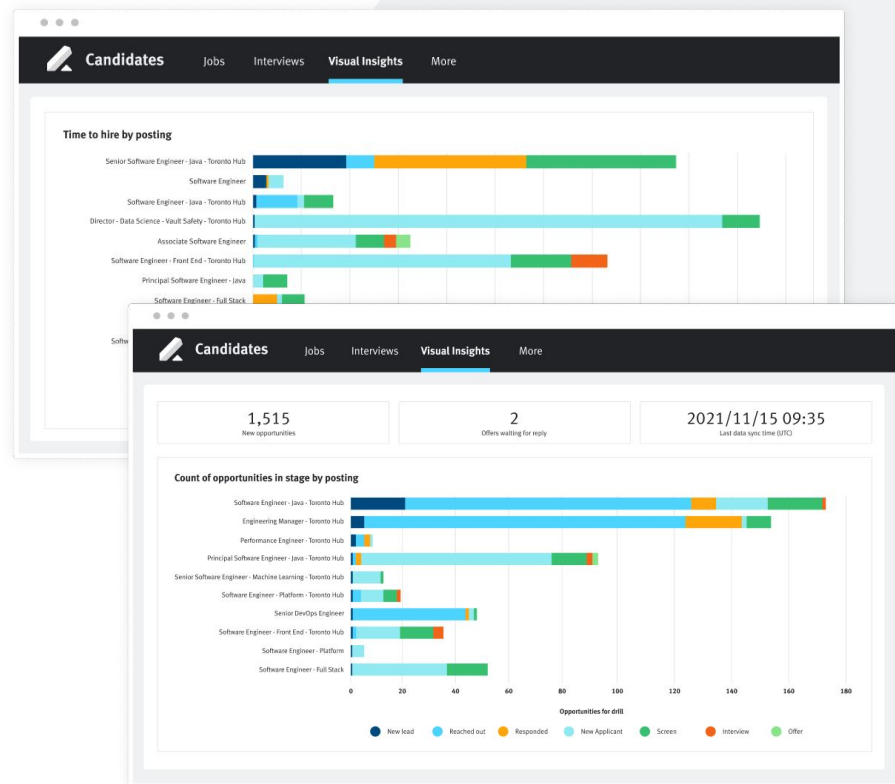 Candidates
Jobs
Interviews
Visual Insights
More
Time to hire by posting
Senior Software Engineer - Java - Toronto Hub
Software Engineer
Software Engineer - Java - Toronto Hub
Director - Data Science - Vault Safety - Toronto Hub
Associate Software Engineer
Software Engineer - Front End - Toronto Hub
Principal Software Engineer - Java
Software Engineer - Full Stack
Candidates
Jobs
Interviews
Visual Insights
More
1,515
New opportunities
2
Offers waiting for reply
2021/11/15 09:35
Last data sync time (UTC)
Count of opportunities in stage by posting
Software Engineer - Java - Toronto Hub
Engineering Manager - Toronto Hub
Performance Engineer - Toronto Hub
Principal Software Engineer - Java - Toronto Hub
Senior Software Engineer - Machine Learning - Toronto Hub
Software Engineer - Platform - Toronto Hub
Senior DevOps Engineer
Software Engineer - Front End - Toronto Hub
Software Engineer - Platform
Software Engineer - Full Stack
0 20 40 60 80 100 120 140 160 180
Opportunities for drill
New lead
Reached out
Responded
New Applicant
Screen
Interview
Offer